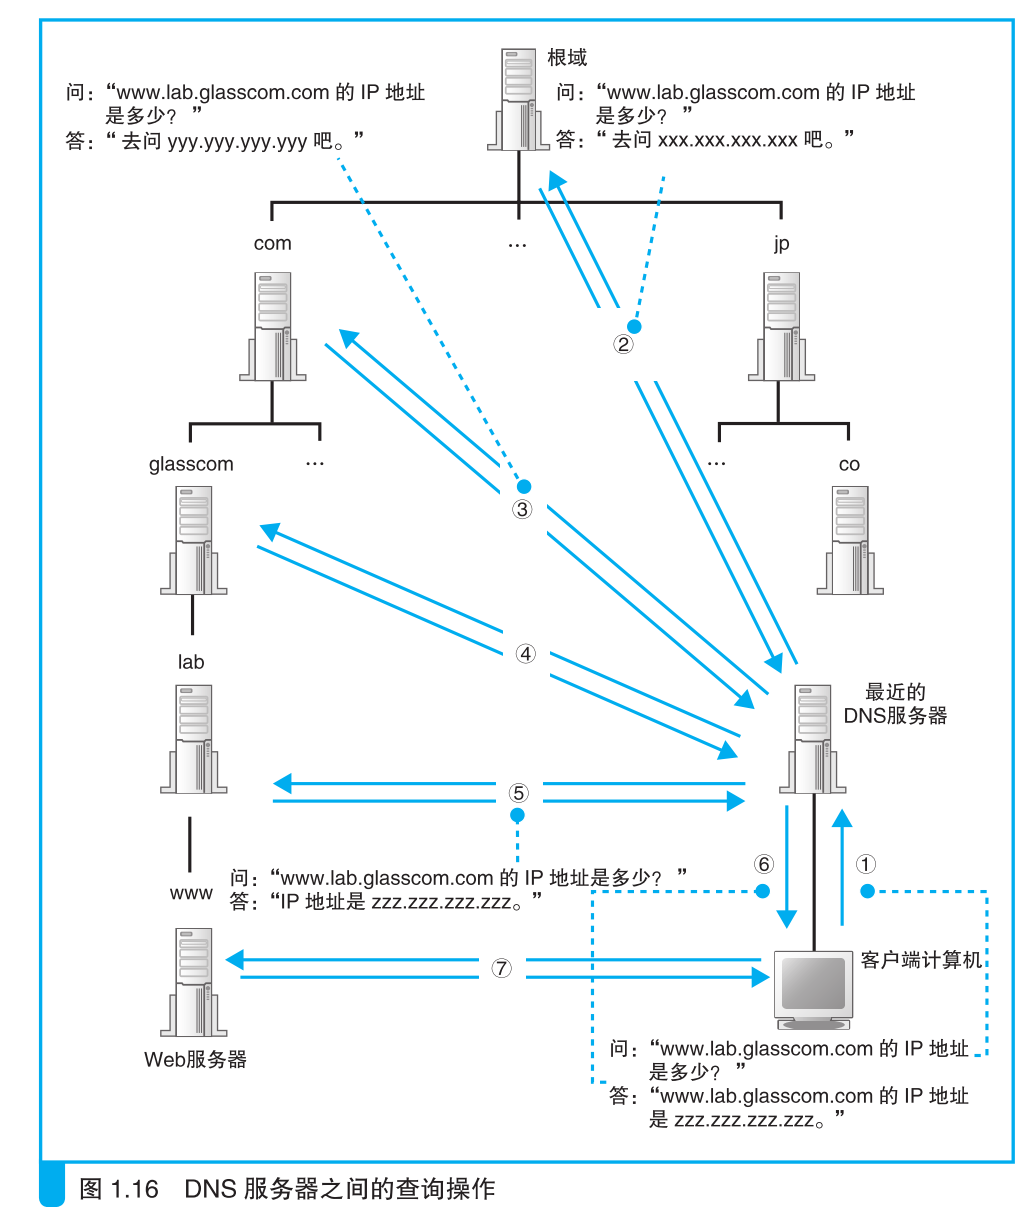 根域
问：“www.lab.glasscom.com 的 IP 地址
是多少？”
答：“去问 yyy.yyy.yyy.yyy 吧。”
问：“www.lab.glasscom.com 的 IP 地址
是多少？”
答：“去问 xxx.xxx.xxx.xxx 吧。”
com
...
jp
②
glasscom
...
...
co
③
④
lab
最近的
DNS服务器
⑤
⑥
①
www
问：“www.lab.glasscom.com 的 IP 地址是多少？”
答：“IP 地址是 zzz.zzz.zzz.zzz。”
⑦
客户端计算机
Web服务器
问：“www.lab.glasscom.com 的 IP 地址
是多少？”
答：“www.lab.glasscom.com 的 IP 地址
是 zzz.zzz.zzz.zzz。”
图 1.16 DNS 服务器之间的查询操作